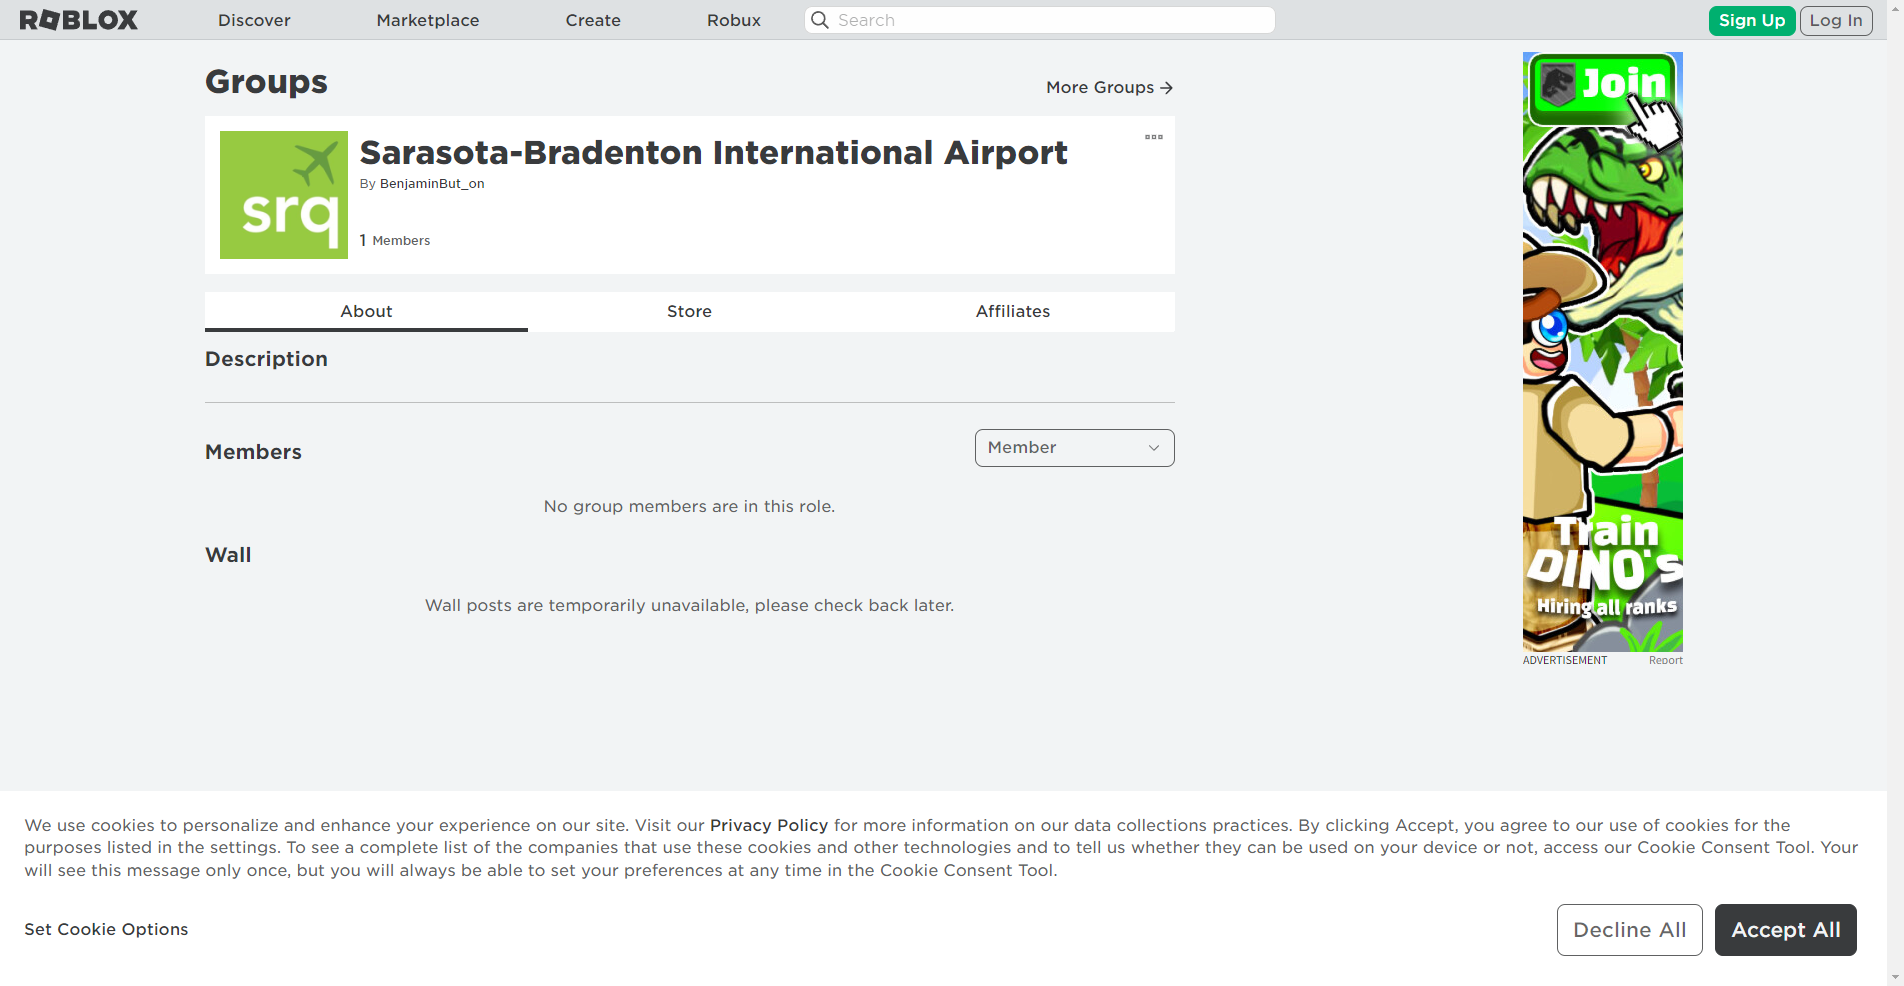 ROBLOX
Discover
Marketplace
Create
Robux
Search
Sign Up
Log In
Groups
More Groups
srq
Sarasota-Bradenton International Airport
By BenjaminBut_on
1 Members
About
Store
Affiliates
Description
Members
Member
No group members are in this role.
Wall
Wall posts are temporarily unavailable, please check back later.
Join
Train
DINO's
Hiring all ranks
ADVERTISEMENT
Report
We use cookies to personalize and enhance your experience on our site. Visit our Privacy Policy for more information on our data collections practices. By clicking Accept, you agree to our use of cookies for the
purposes listed in the settings. To see a complete list of the companies that use these cookies and other technologies and to tell us whether they can be used on your device or not, access our Cookie Consent Tool. Your
will see this message only once, but you will always be able to set your preferences at any time in the Cookie Consent Tool.
Set Cookie Options
Decline All
Accept All